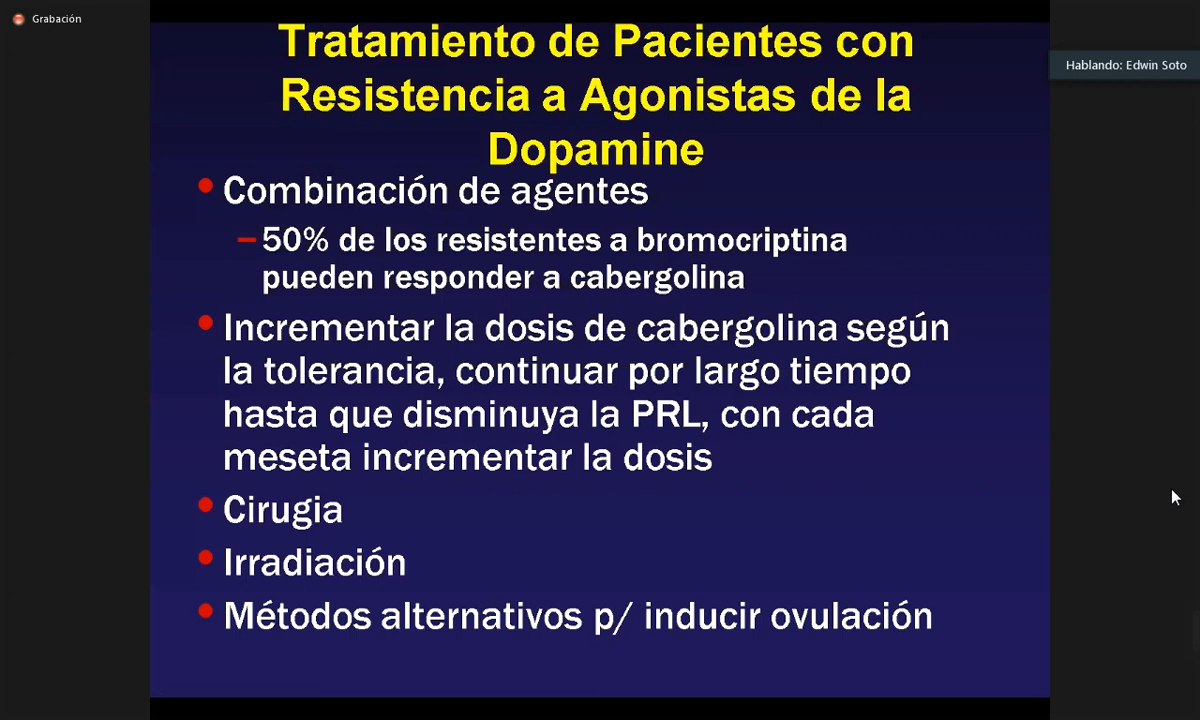 Grabación
Hablando: Edwin Soto
Tratamiento de Pacientes con
Resistencia a Agonistas de la
Dopamine
• Combinación de agentes
– 50% de los resistentes a bromocriptina
pueden responder a cabergolina
• Incrementar la dosis de cabergolina según
la tolerancia, continuar por largo tiempo
hasta que disminuya la PRL, con cada
meseta incrementar la dosis
• Cirugia
• Irradiación
• Métodos alternativos p/ inducir ovulación